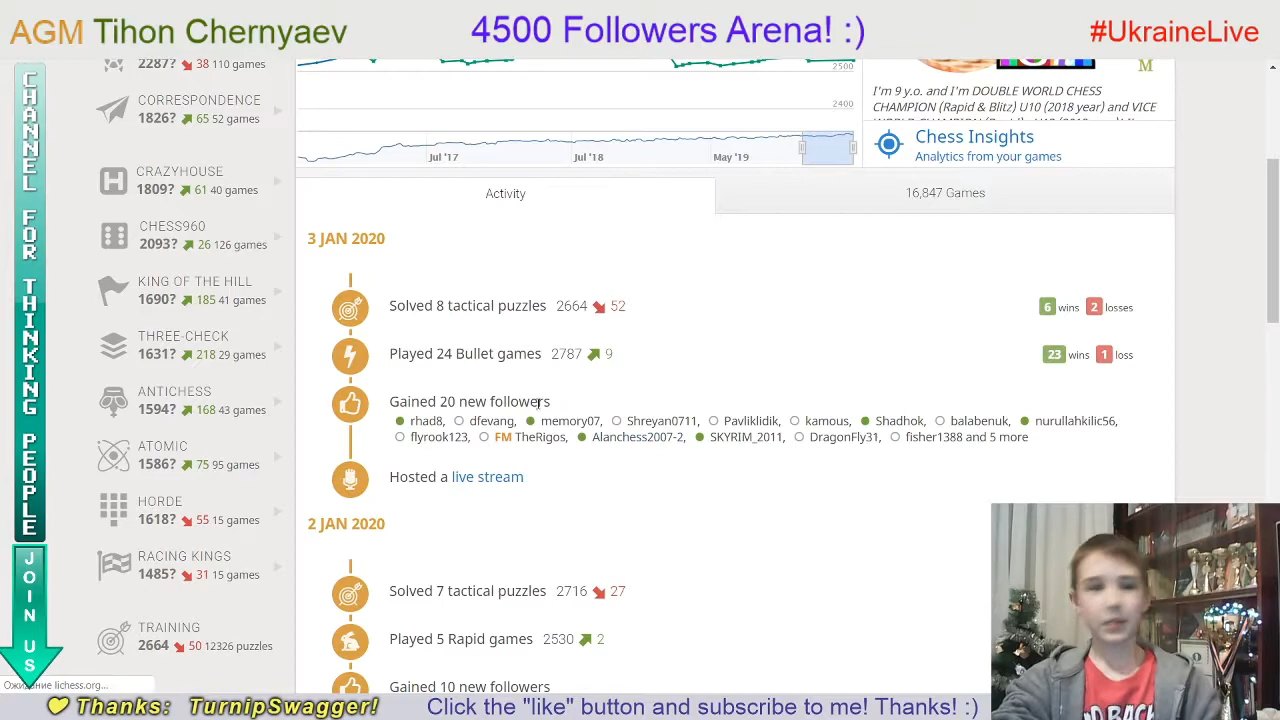 AGM Tihon Chernyaev
4500 Followers Arena! :)
#UkraineLive
CHANNEL FOR THINKING PEOPLE
JOIN US
2287? 38 110 games
CORRESPONDENCE
1826? 65 52 games
CRAZYHOUSE
1809? 61 40 games
CHESS960
2093? 26 126 games
KING OF THE HILL
1690? 185 41 games
THREE-CHECK
1631? 218 29 games
ANTICHESS
1594? 168 43 games
ATOMIC
1586? 75 95 games
HORDE
1618? 55 15 games
RACING KINGS
1485? 31 15 games
TRAINING
2664 50 12326 puzzles
2500
2400
Jul '17
Jul '18
May '19
M
I'm 9 y.o. and I'm DOUBLE WORLD CHESS
CHAMPION (Rapid & Blitz) U10 (2018 year) and VICE
Chess Insights
Analytics from your games
Activity
16,847 Games
3 JAN 2020
Solved 8 tactical puzzles 2664 52
6 wins 2 losses
Played 24 Bullet games 2787 9
23 wins 1 loss
Gained 20 new followers
rhad8, dfevang, memory07, Shreyan0711, Pavliklidik, kamous, Shadhok, balabenuk, nurullahkilic56,
flyrook123, FM TheRigos, Alanchess2007-2, SKYRIM_2011, DragonFly31, fisher1388 and 5 more
Hosted a live stream
2 JAN 2020
Solved 7 tactical puzzles 2716 27
Played 5 Rapid games 2530 2
Gained 10 new followers
Ожидание lichess.org...
Thanks: TurnipSwagger!
Click the "like" button and subscribe to me! Thanks! :)